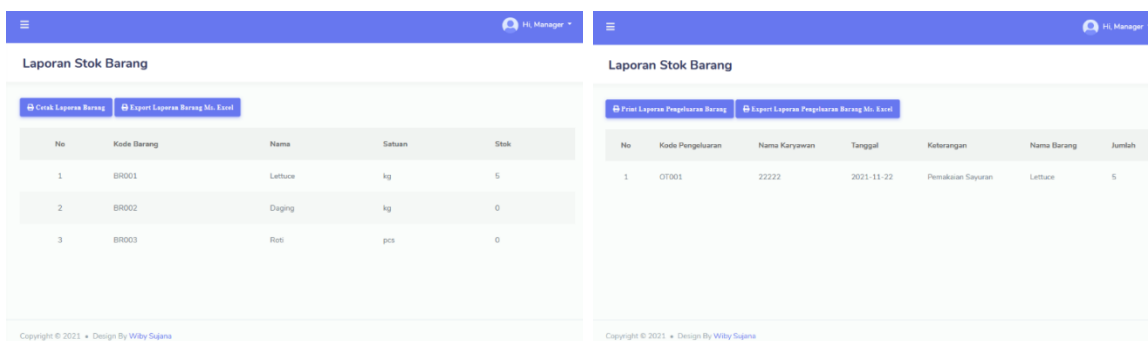 Hi, Manager
Laporan Stok Barang
Cetak Laporan Barang Export Laporan Barang Ms. Excel
No Kode Barang Nama Satuan Stok
1 BR001 Lettuce kg 5
2 BR002 Daging kg 0
3 BR003 Roti pcs 0
Copyright © 2021 • Design By Wiby Sujana
Hi, Manager
Laporan Stok Barang
Print Laporan Pengeluaran Barang Export Laporan Pengeluaran Barang Ms. Excel
No Kode Pengeluaran Nama Karyawan Tanggal Keterangan Nama Barang Jumlah
1 OT001 22222 2021-11-22 Pemakaian Sayuran Lettuce 5
Copyright © 2021 • Design By Wiby Sujana